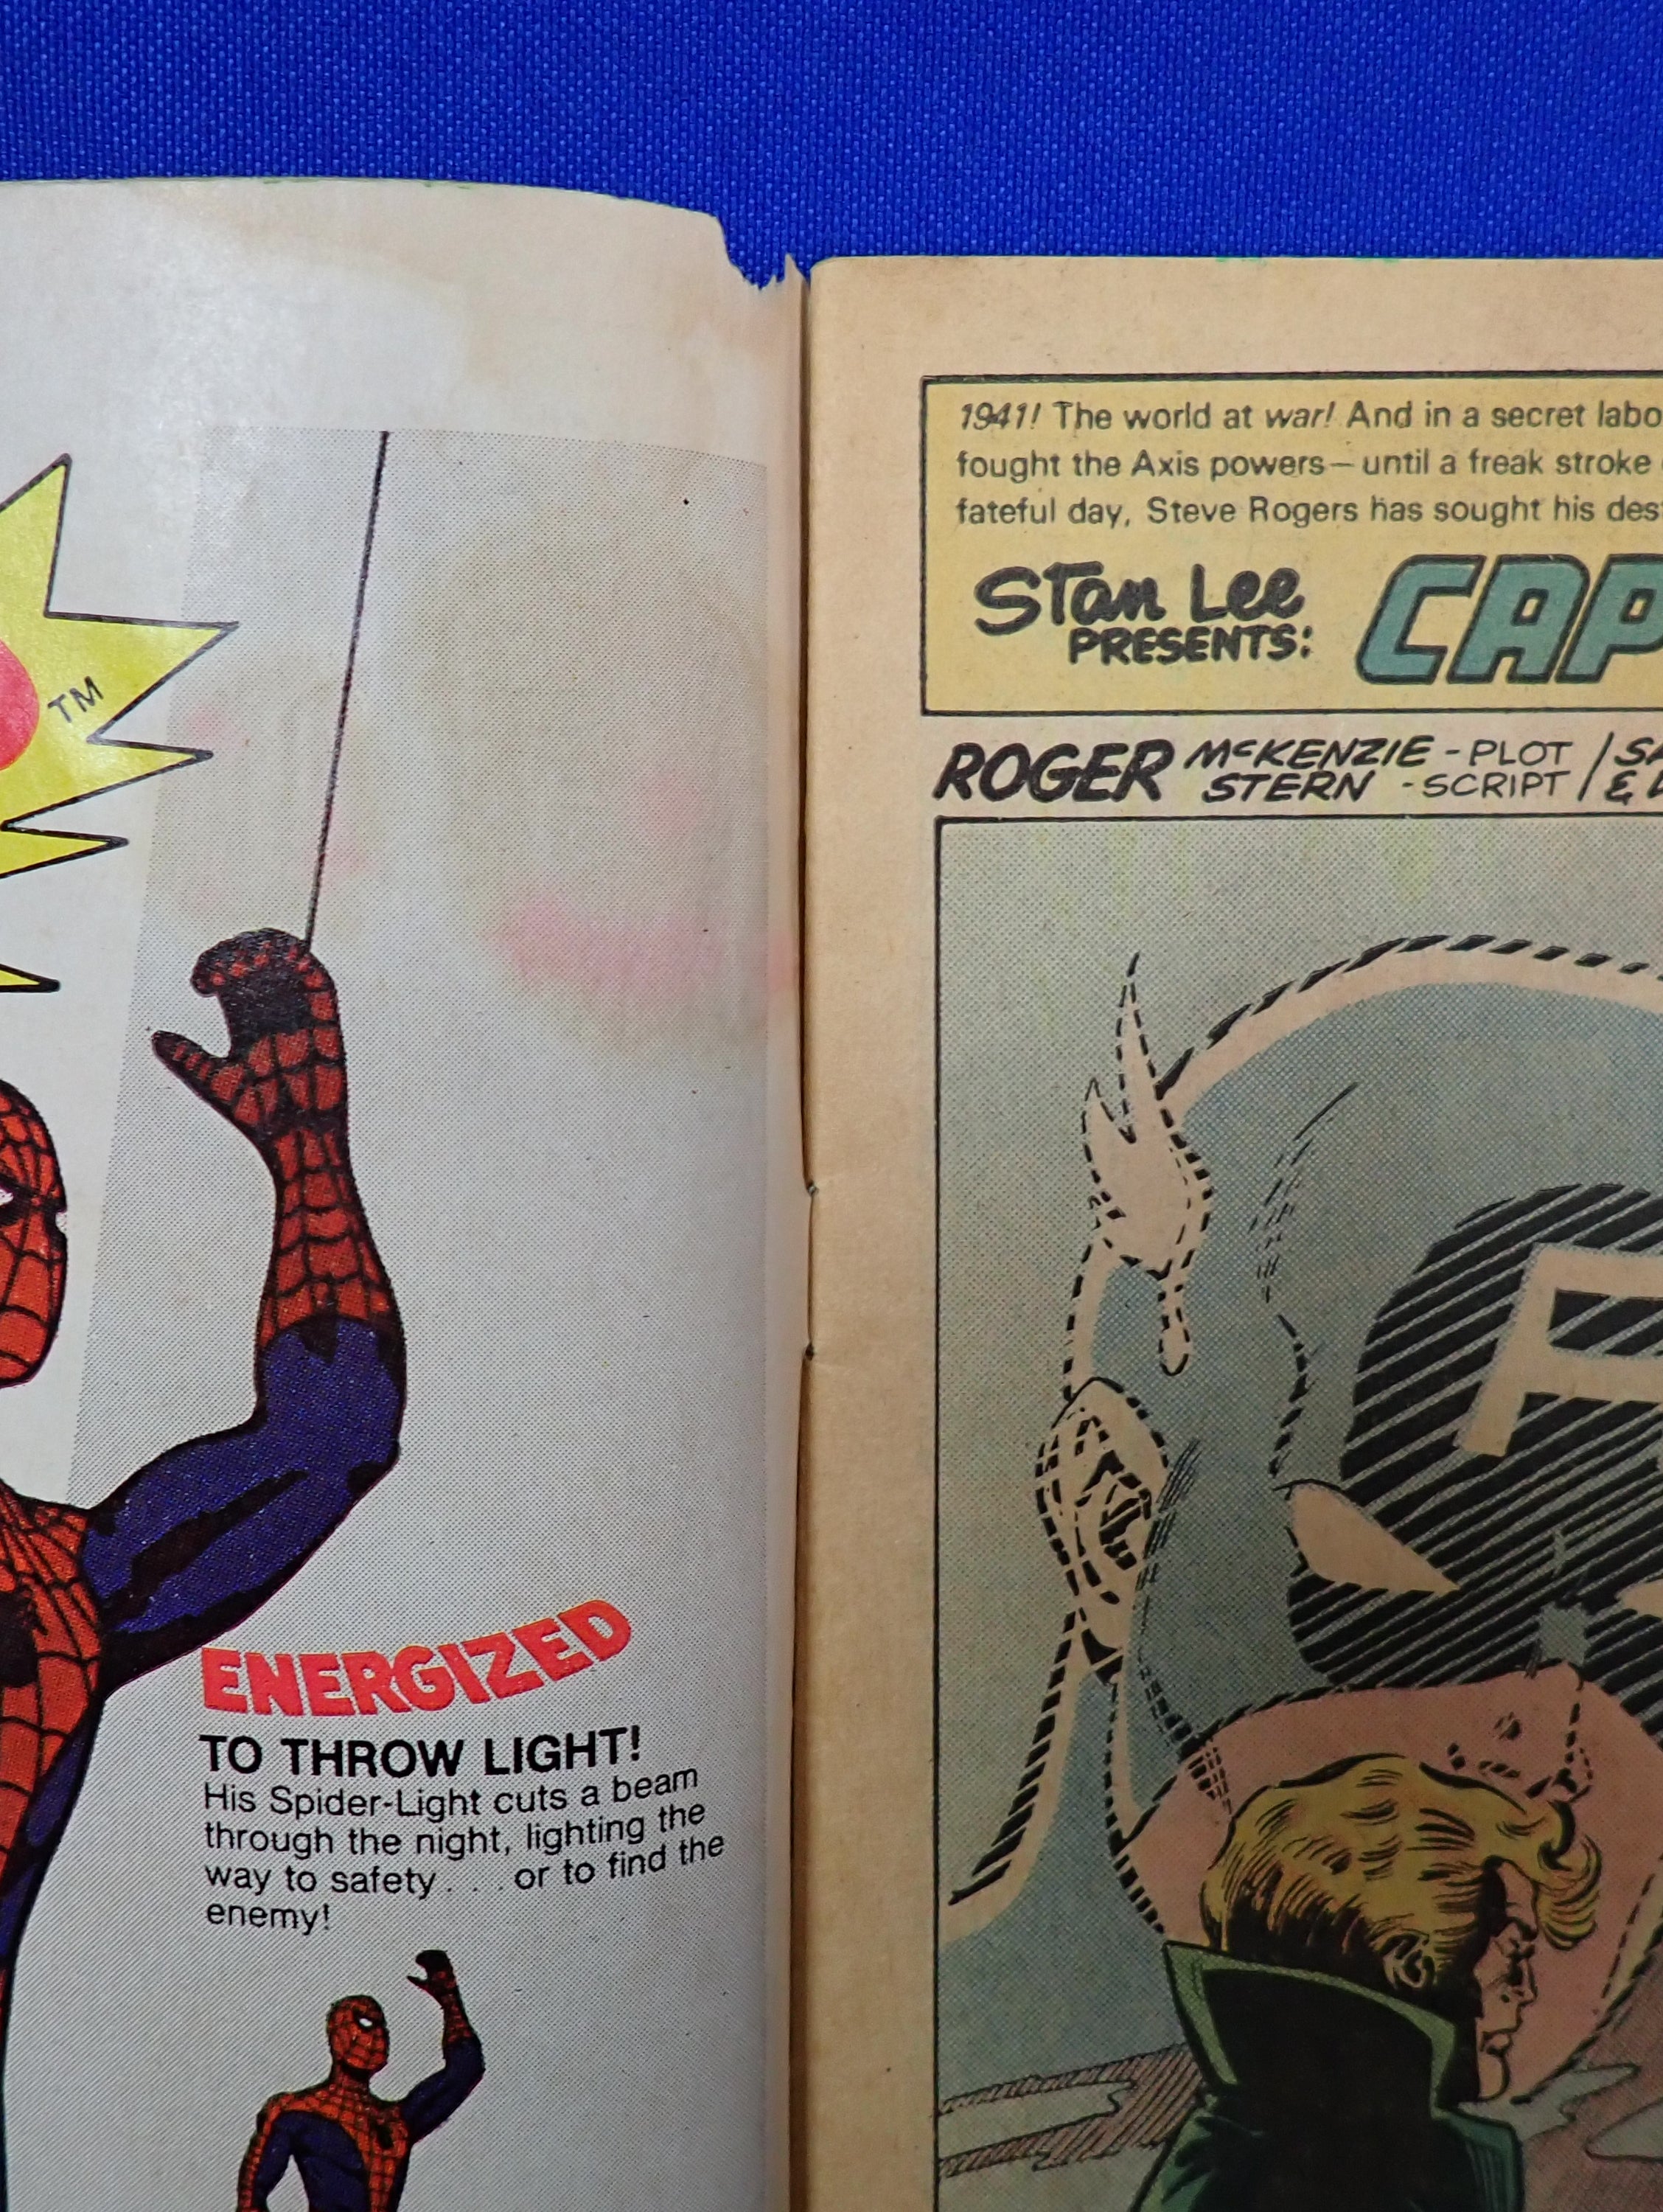 TM
ENERGIZED
TO THROW LIGHT!
His Spider-Light cuts a beam
through the night, lighting the
way to safety . . . or to find the
enemy!
1941! The world at war! And in a secret labo
fought the Axis powers—until a freak stroke
fateful day, Steve Rogers has sought his des
Stan Lee
PRESENTS: CAP
ROGER McKENZIE - PLOT / SA
STERN - SCRIPT / &